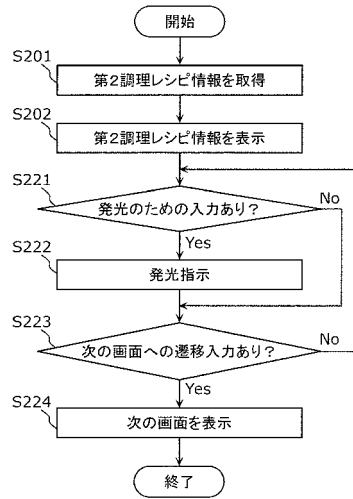 開始
S201
第2調理レシピ情報を取得
S202
第2調理レシピ情報を表示
S221
発光のための入力あり?
No
Yes
S222
発光指示
S223
次の画面への遷移入力あり?
No
Yes
S224
次の画面を表示
終了